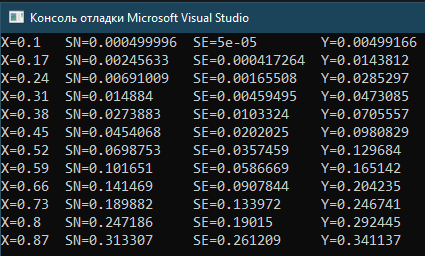 Консоль отладки Microsoft Visual Studio
X=0.1 SN=0.000499996 SE=5e-05 Y=0.00499166
X=0.17 SN=0.00245633 SE=0.000417264 Y=0.0143812
X=0.24 SN=0.00691009 SE=0.00165508 Y=0.0285297
X=0.31 SN=0.014884 SE=0.00459495 Y=0.0473085
X=0.38 SN=0.0273883 SE=0.0103324 Y=0.0705557
X=0.45 SN=0.0454068 SE=0.0202025 Y=0.0980829
X=0.52 SN=0.0698753 SE=0.0357459 Y=0.129684
X=0.59 SN=0.101651 SE=0.0586669 Y=0.165142
X=0.66 SN=0.141469 SE=0.0907844 Y=0.204235
X=0.73 SN=0.189882 SE=0.133972 Y=0.246741
X=0.8 SN=0.247186 SE=0.19015 Y=0.292445
X=0.87 SN=0.313307 SE=0.261209 Y=0.341137